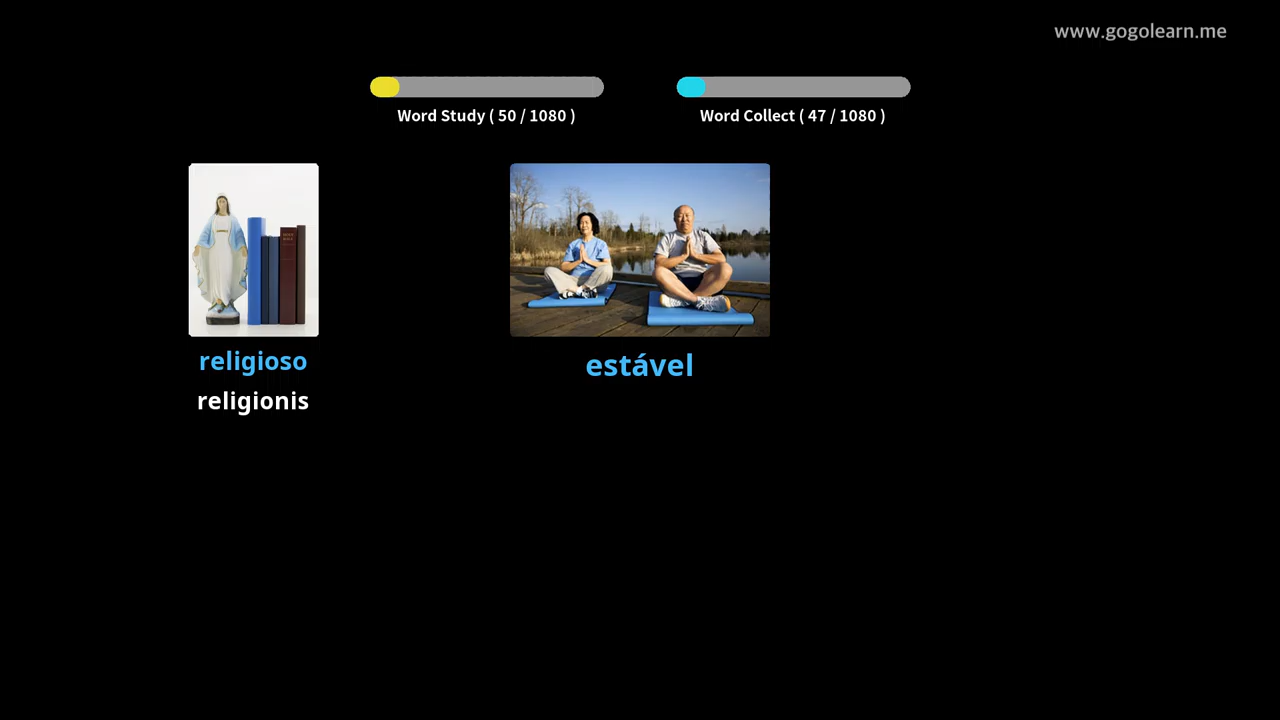 www.gogolearn.me
Word Study ( 50 / 1080 )
Word Collect ( 47 / 1080 )
religioso
religionis
estável